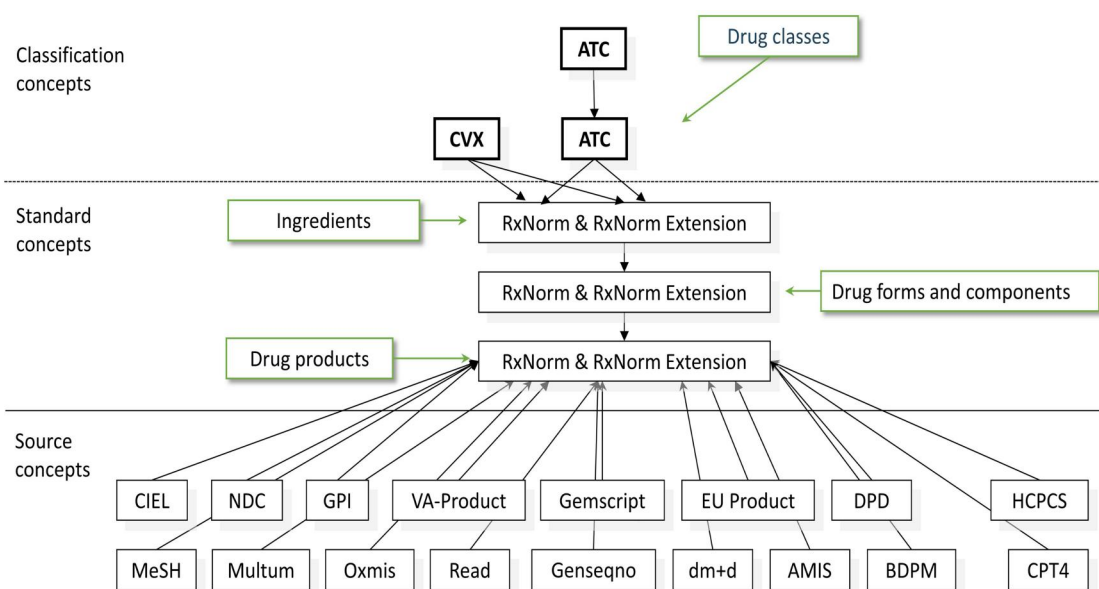 Classification
concepts
ATC
Drug classes
CVX
ATC
Standard
concepts
Ingredients
RxNorm & RxNorm Extension
RxNorm & RxNorm Extension
Drug forms and components
Drug products
RxNorm & RxNorm Extension
Source
concepts
CIEL
NDC
GPI
VA-Product
Gemscript
EU Product
DPD
HCPCS
MeSH
Multum
Oxmis
Read
Genseqno
dm+d
AMIS
BDPM
CPT4